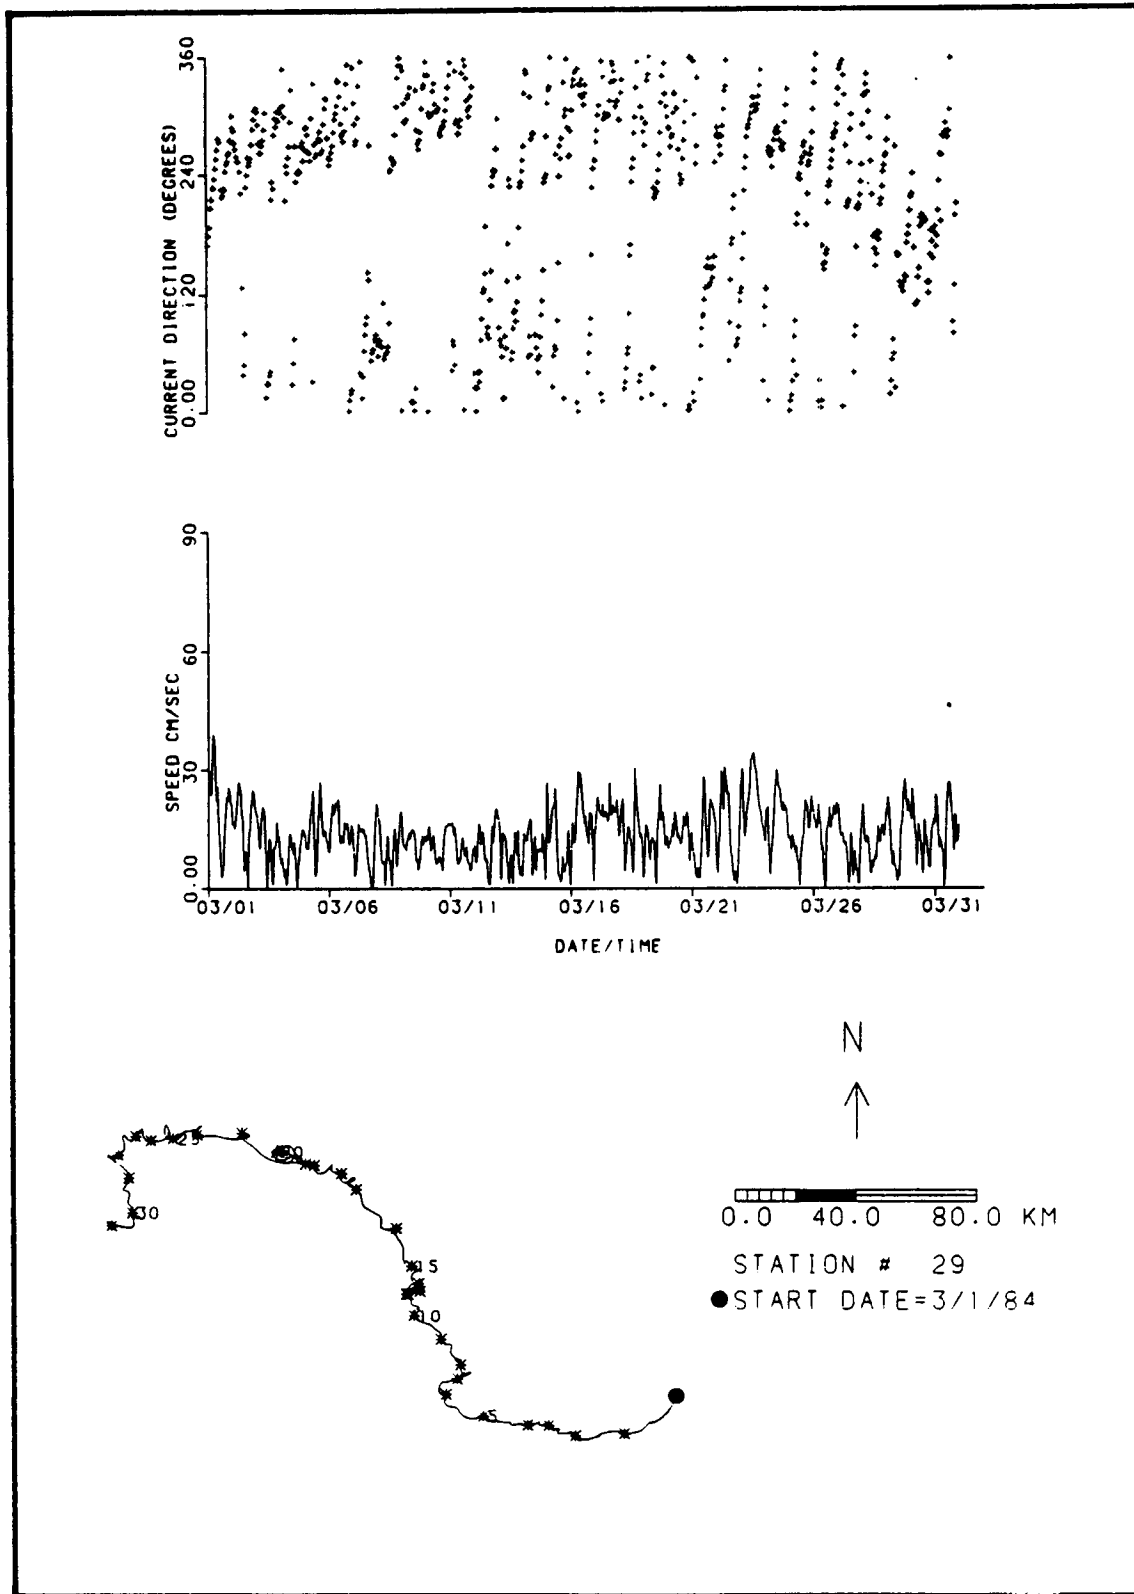 360
240
120
0.00
CURRENT DIRECTION (DEGREES)
90
60
30
0.00
SPEED CM/SEC
03/01 03/06 03/11 03/16 03/21 03/26 03/31
DATE/TIME
N
25
30
15
10
5
0.0 40.0 80.0 KM
STATION # 29
START DATE=3/1/84